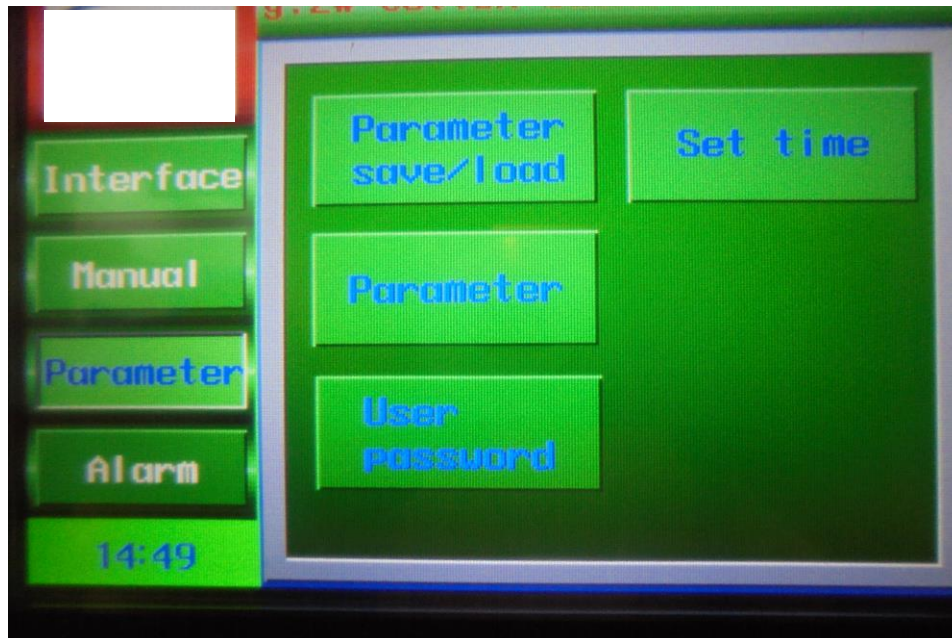 Interface
Manual
Parameter
Alarm
14:49
Parameter
save/load
Set time
Parameter
User
password